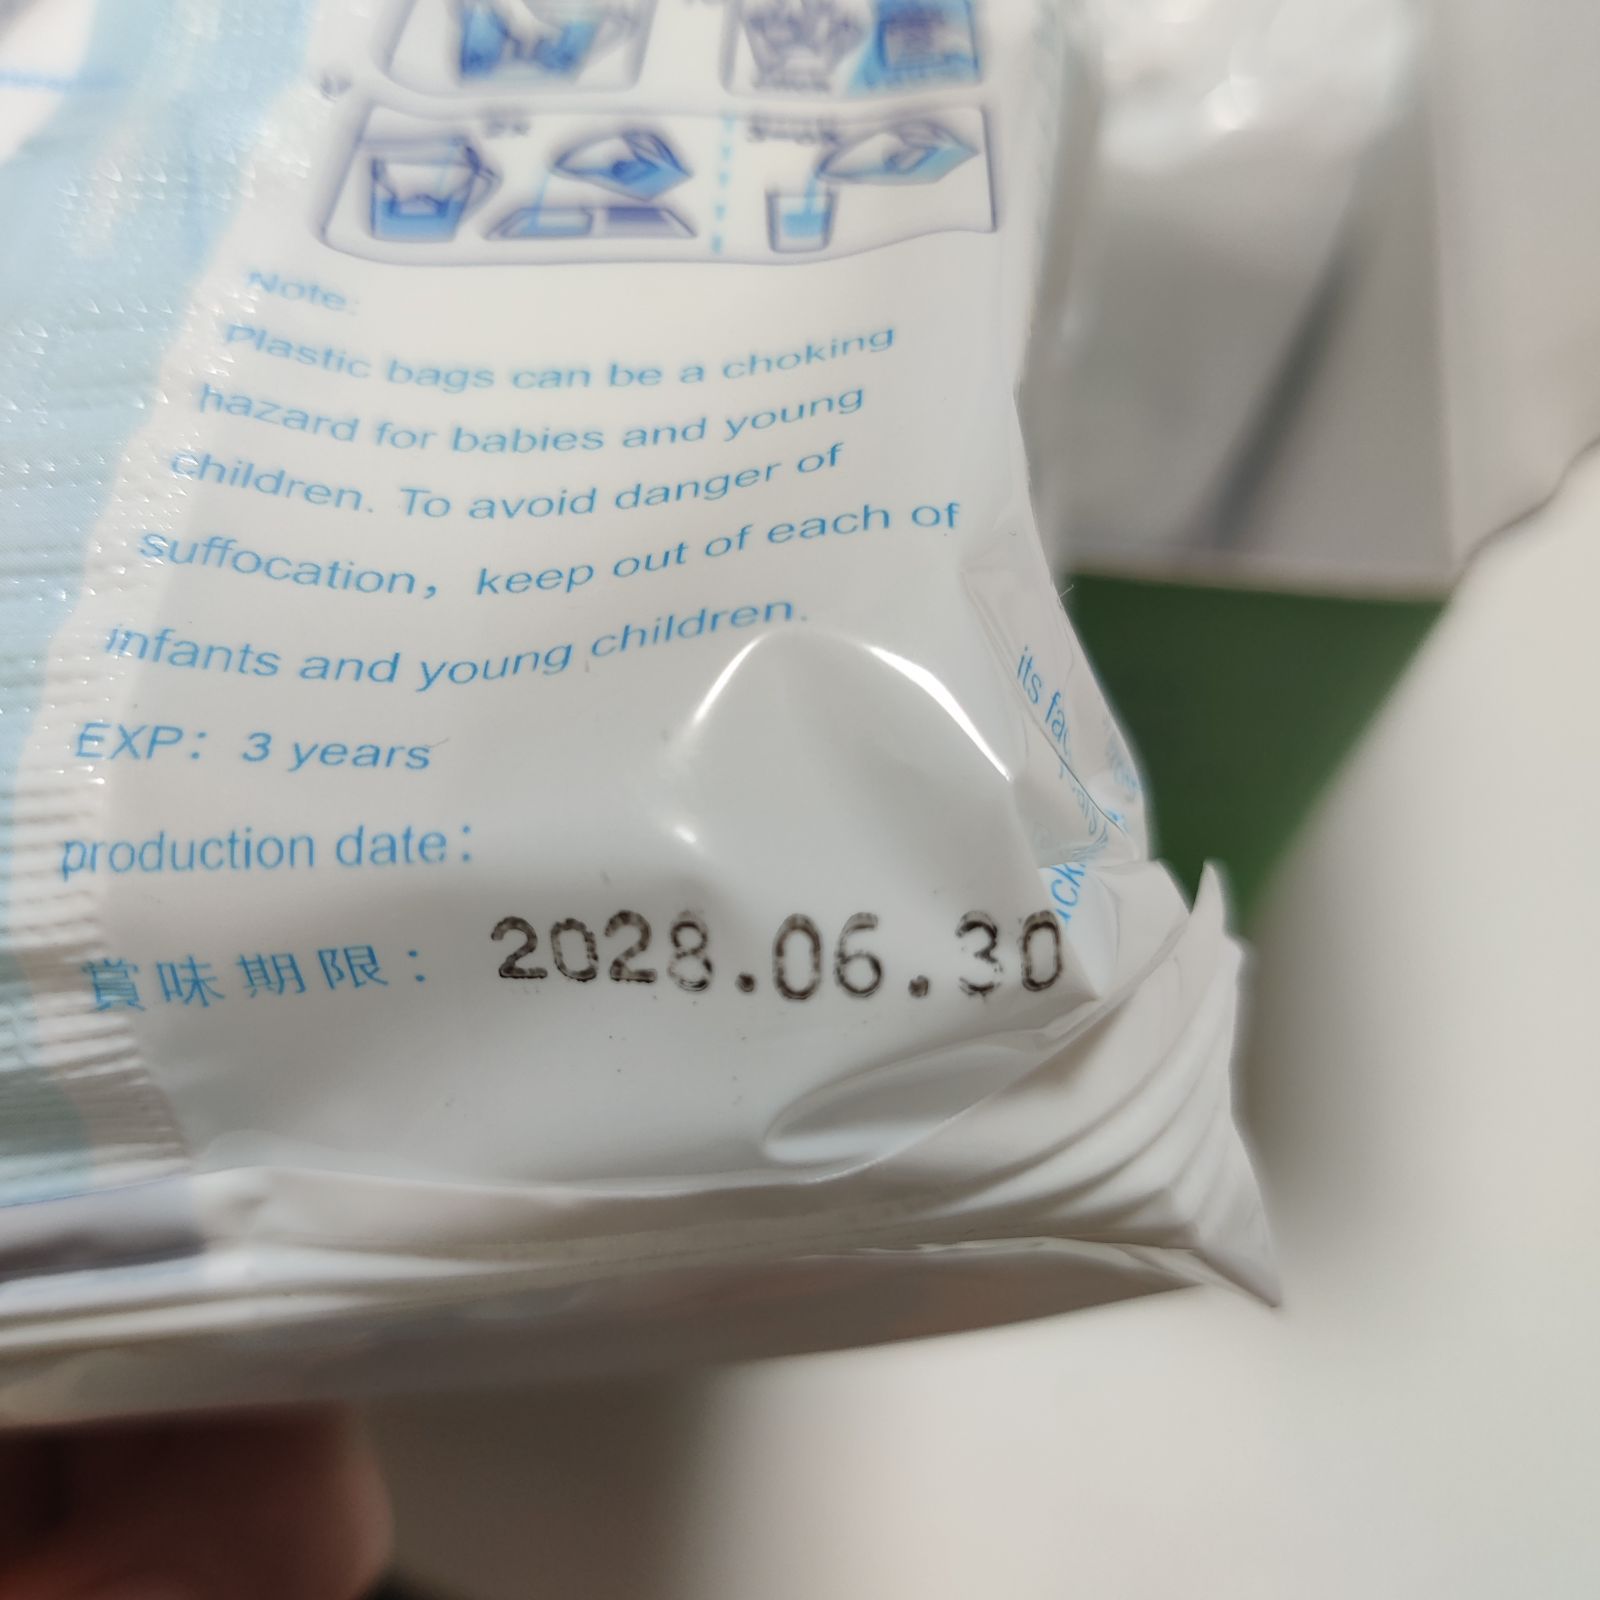 Note:
Plastic bags can be a choking
hazard for babies and young
children. To avoid danger of
suffocation, keep out of each of
infants and young children.
EXP: 3 years
production date:
賞味期限: 2028.06.30
its